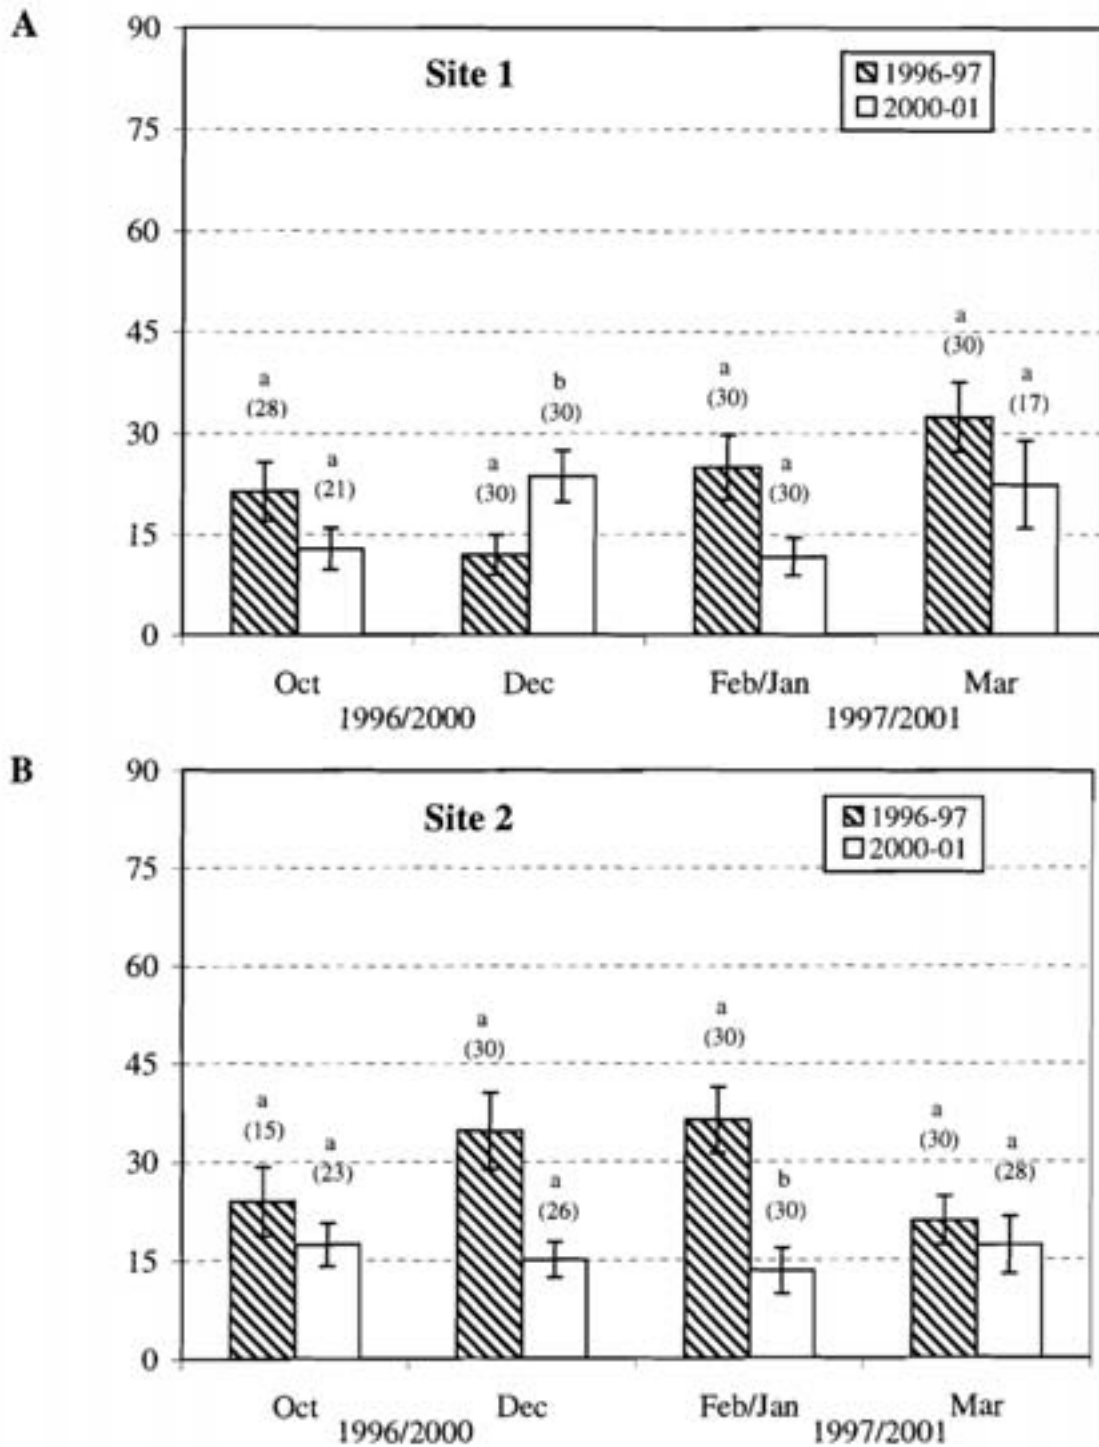 A
90
Site 1
1996-97
2000-01
75
60
45
a
(30)
a
(17)
a
(28)
a
(21)
b
(30)
a
(30)
a
(30)
a
(30)
30
15
0
Oct
Dec
Feb/Jan
Mar
1996/2000
1997/2001
B
90
Site 2
1996-97
2000-01
75
60
a
(30)
a
(30)
45
a
(15)
a
(23)
a
(26)
b
(30)
a
(30)
a
(28)
30
15
0
Oct
Dec
Feb/Jan
Mar
1996/2000
1997/2001